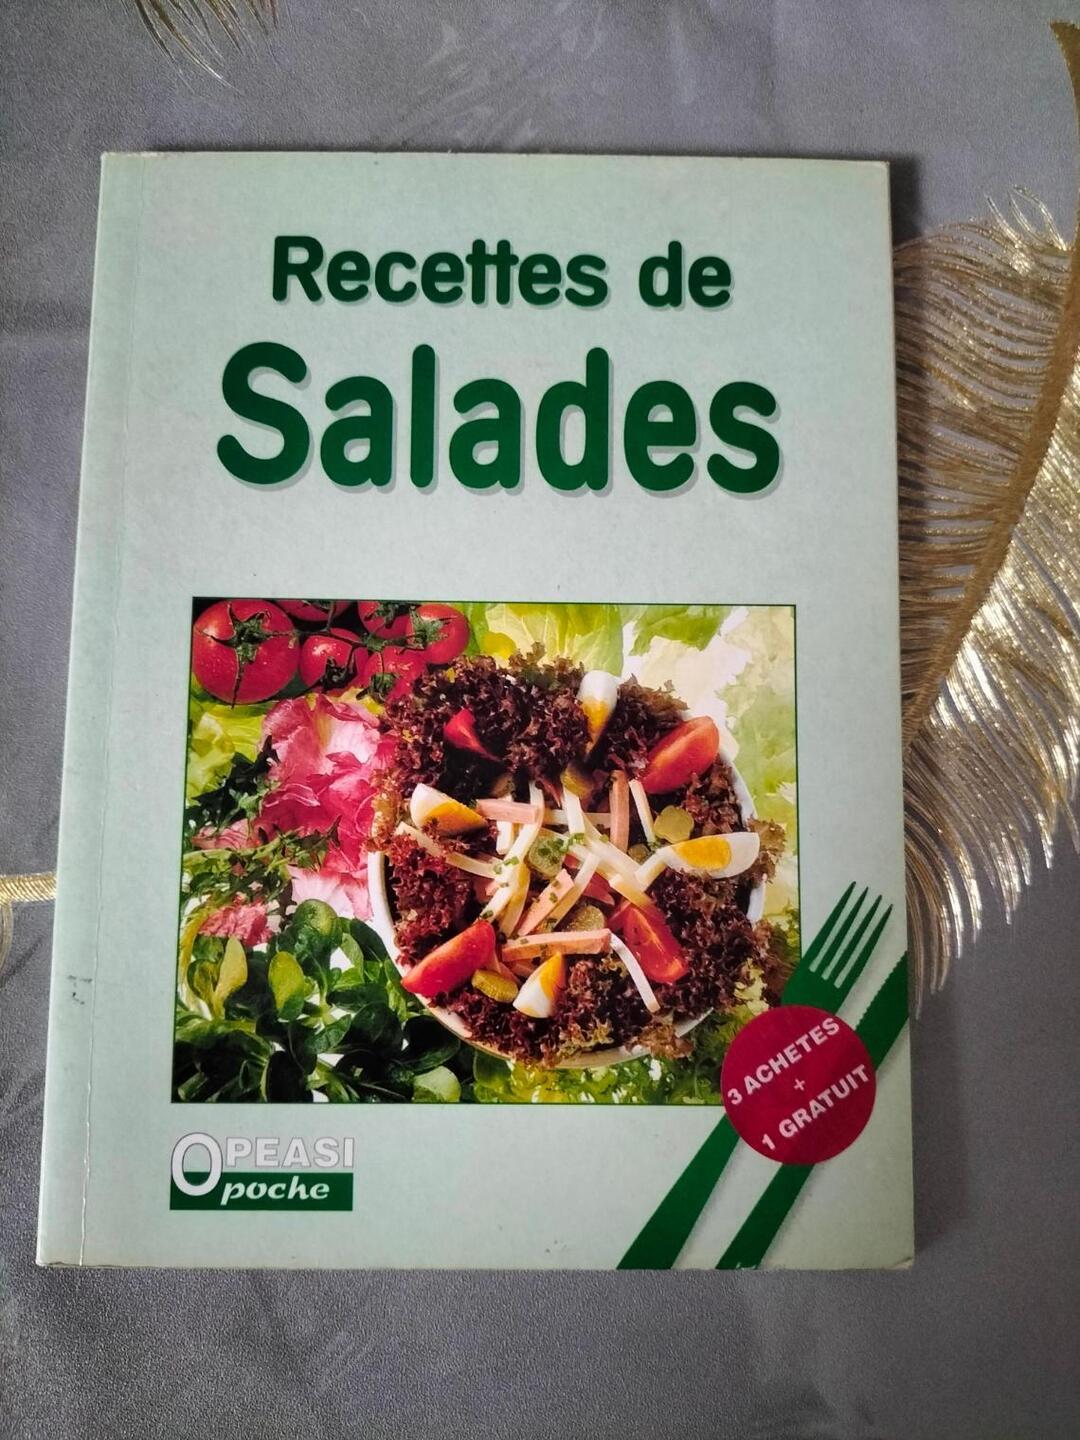 Recettes de
Salades
3 ACHETES
+
1 GRATUIT
OPEASI
poche